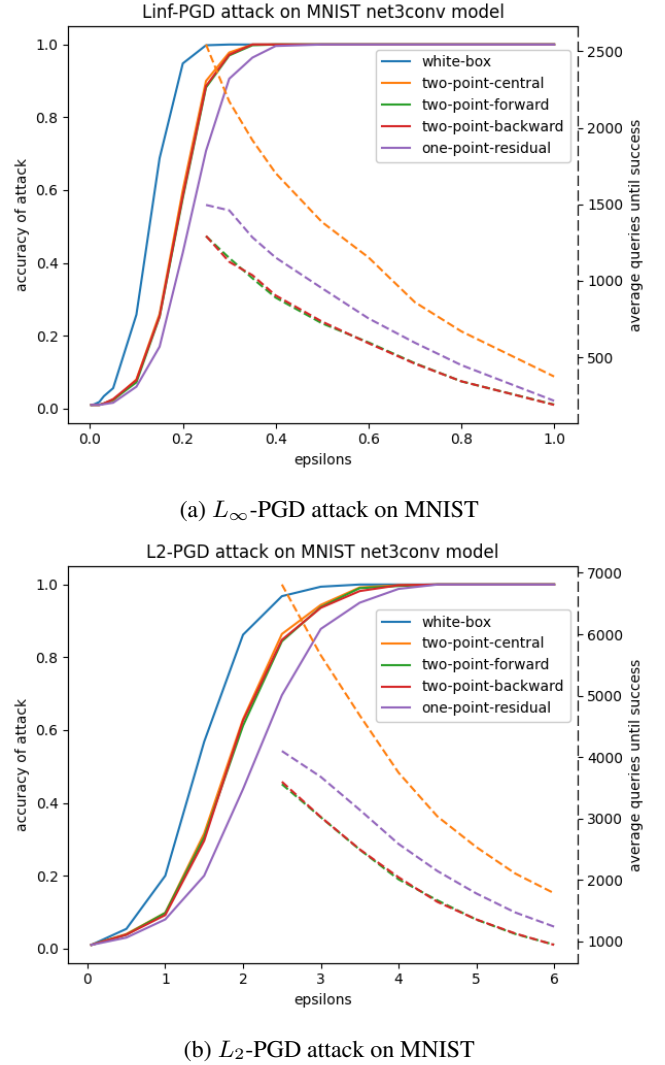 Linf-PGD attack on MNIST net3conv model
accuracy of attack
1.0
0.8
0.6
0.4
0.2
0.0
white-box
two-point-central
two-point-forward
two-point-backward
one-point-residual
2500
2000
1500
1000
500
average queries until success
0.0 0.2 0.4 0.6 0.8 1.0
epsilons
(a) L∞-PGD attack on MNIST
L2-PGD attack on MNIST net3conv model
accuracy of attack
1.0
0.8
0.6
0.4
0.2
0.0
white-box
two-point-central
two-point-forward
two-point-backward
one-point-residual
7000
6000
5000
4000
3000
2000
1000
average queries until success
0 1 2 3 4 5 6
epsilons
(b) L₂-PGD attack on MNIST